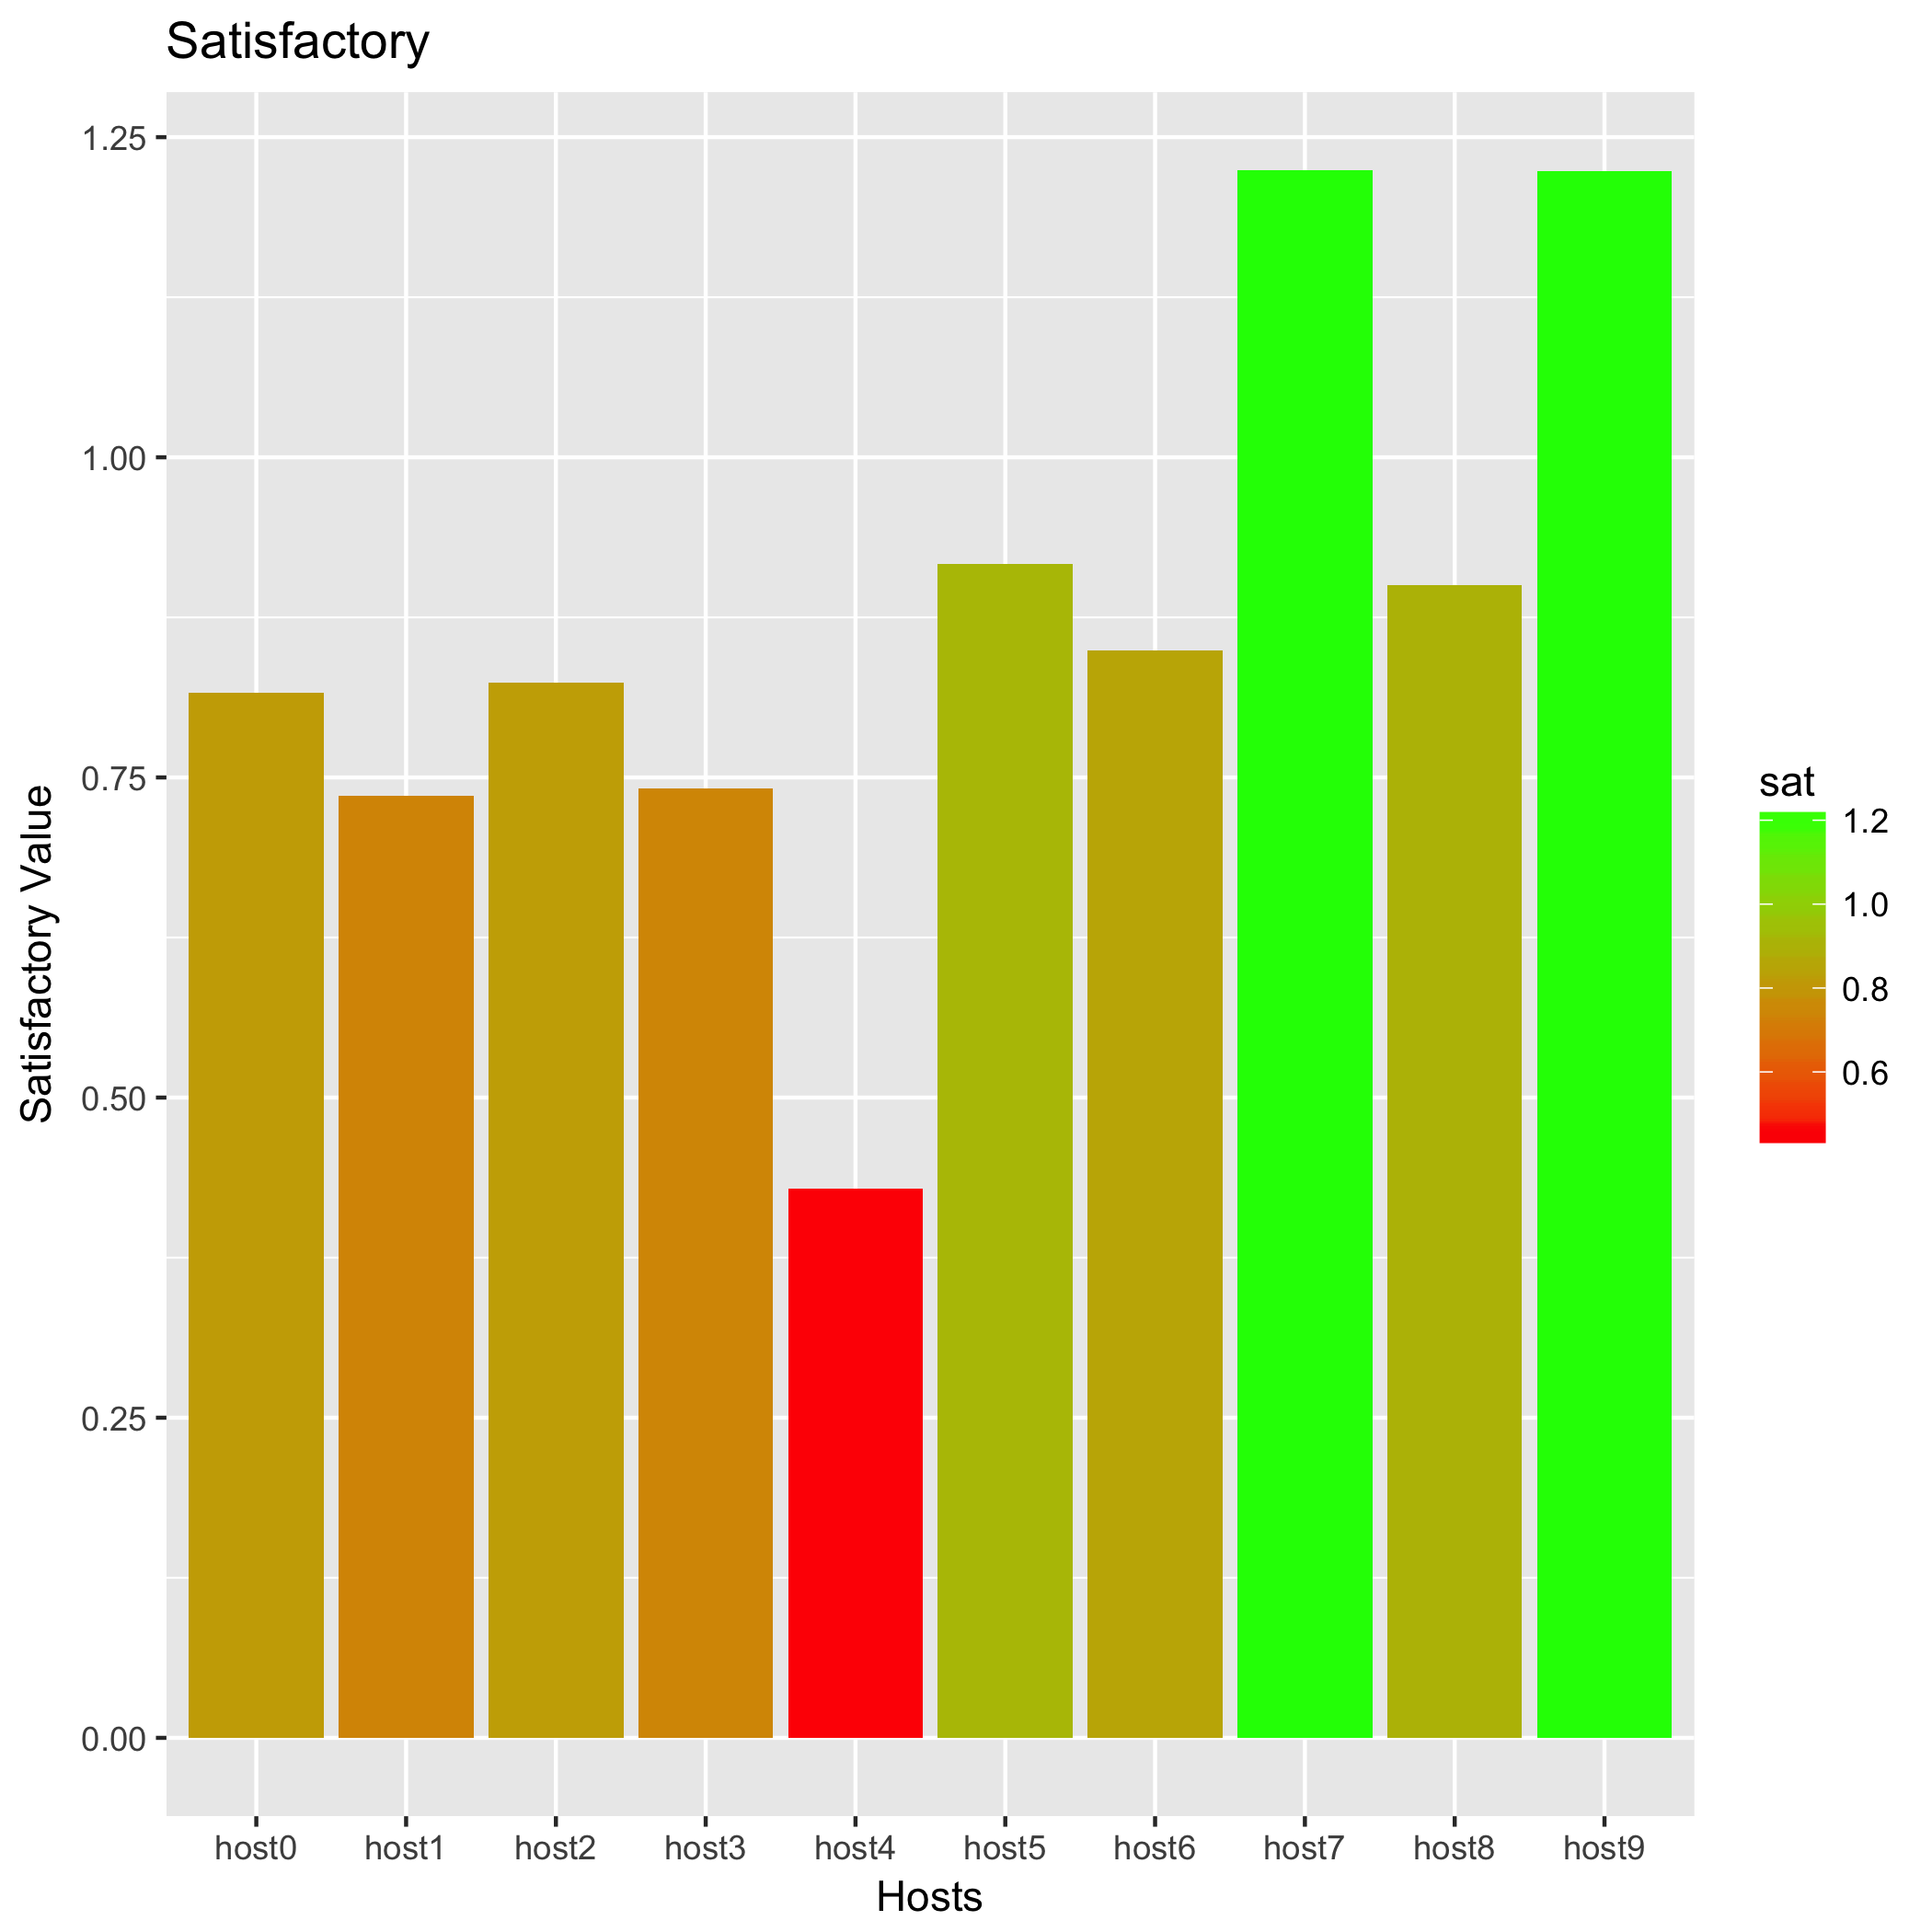 Satisfactory
1.25
1.00
0.75
0.50
0.25
0.00
Satisfactory Value
host0 host1 host2 host3 host4 host5 host6 host7 host8 host9
Hosts
sat
1.2
1.0
0.8
0.6